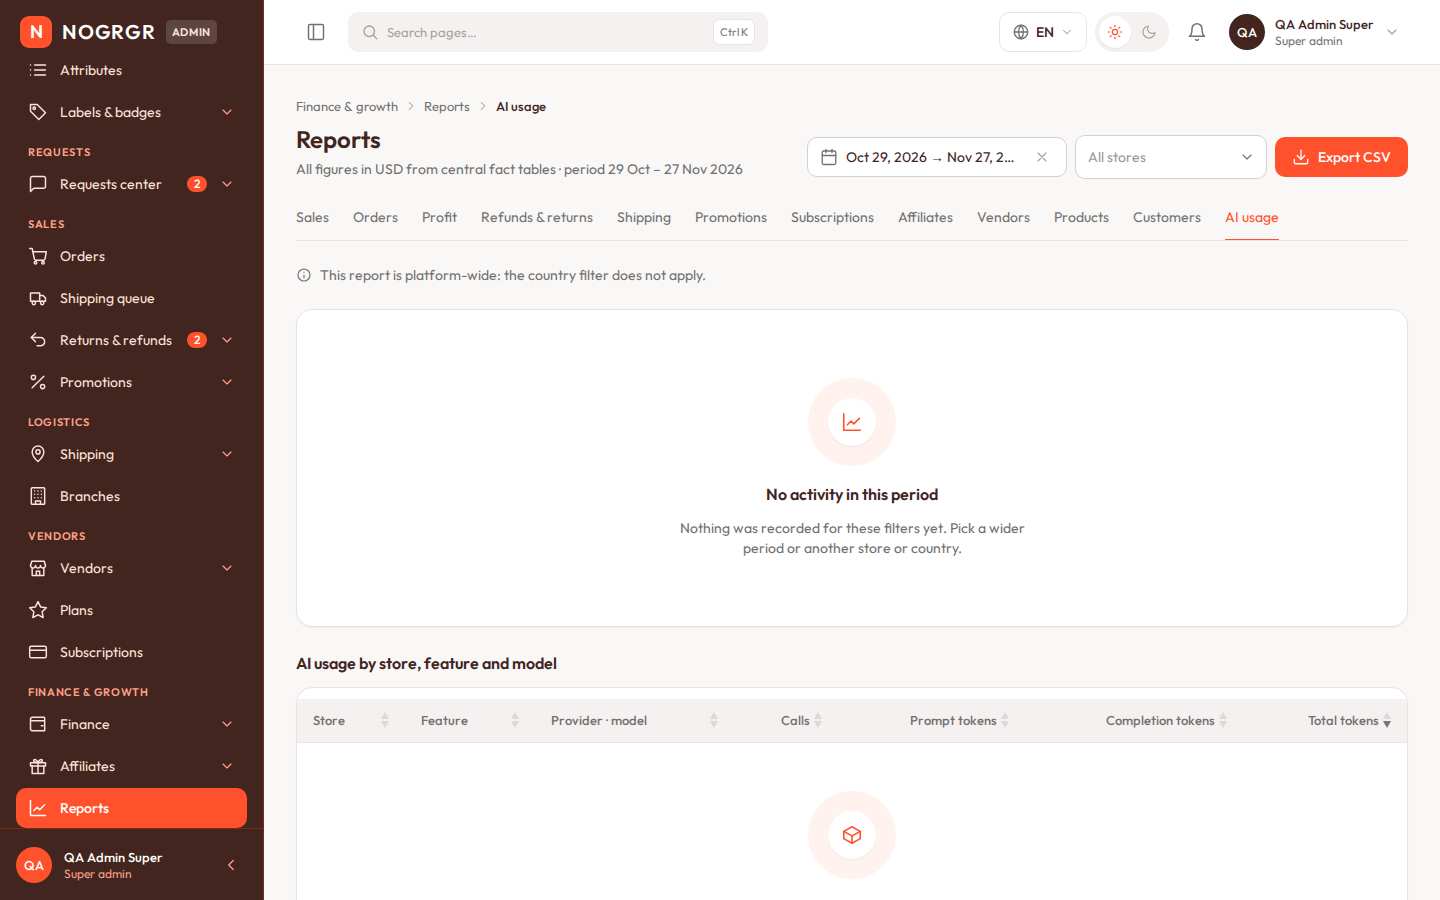 N NOGRGR ADMIN
Attributes
Labels & badges
REQUESTS
Requests center 2
SALES
Orders
Shipping queue
Returns & refunds 2
Promotions
LOGISTICS
Shipping
Branches
VENDORS
Vendors
Plans
Subscriptions
FINANCE & GROWTH
Finance
Affiliates
Reports
QA QA Admin Super
Super admin
Search pages... Ctrl K
EN
QA QA Admin Super
Super admin
Finance & growth > Reports > AI usage
Reports
All figures in USD from central fact tables · period 29 Oct – 27 Nov 2026
Oct 29, 2026 → Nov 27, 2...
All stores
Export CSV
Sales Orders Profit Refunds & returns Shipping Promotions Subscriptions Affiliates Vendors Products Customers AI usage
This report is platform-wide: the country filter does not apply.
No activity in this period
Nothing was recorded for these filters yet. Pick a wider
period or another store or country.
AI usage by store, feature and model
Store Feature Provider · model Calls Prompt tokens Completion tokens Total tokens